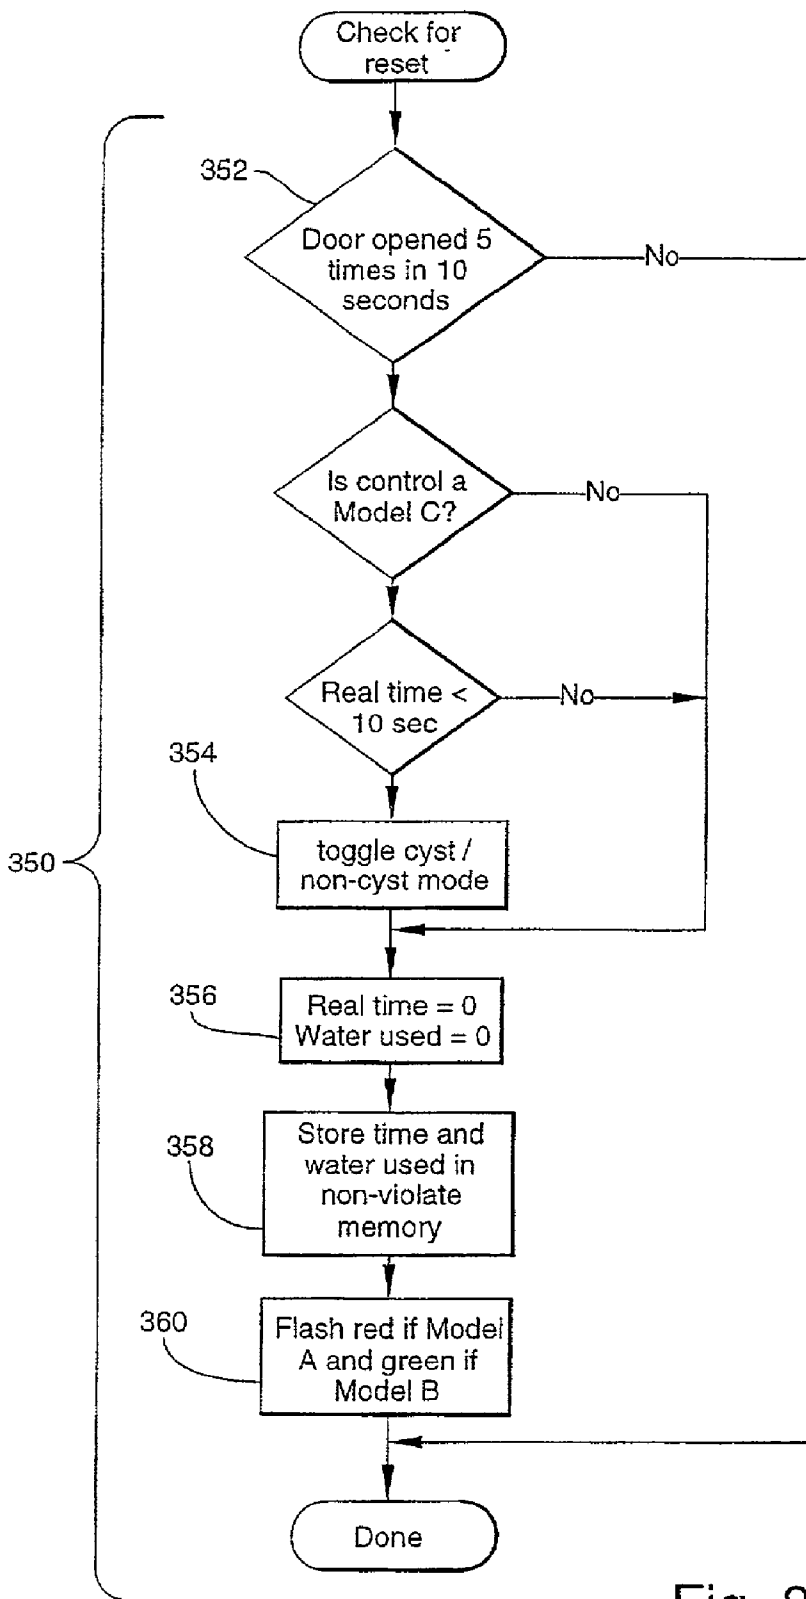 Check for
reset
352
Door opened 5
times in 10
seconds
No
Is control a
Model C?
No
Real time <
10 sec
No
354
toggle cyst /
non-cyst mode
350
356
Real time = 0
Water used = 0
358
Store time and
water used in
non-violate
memory
360
Flash red if Model
A and green if
Model B
Done
Fig.